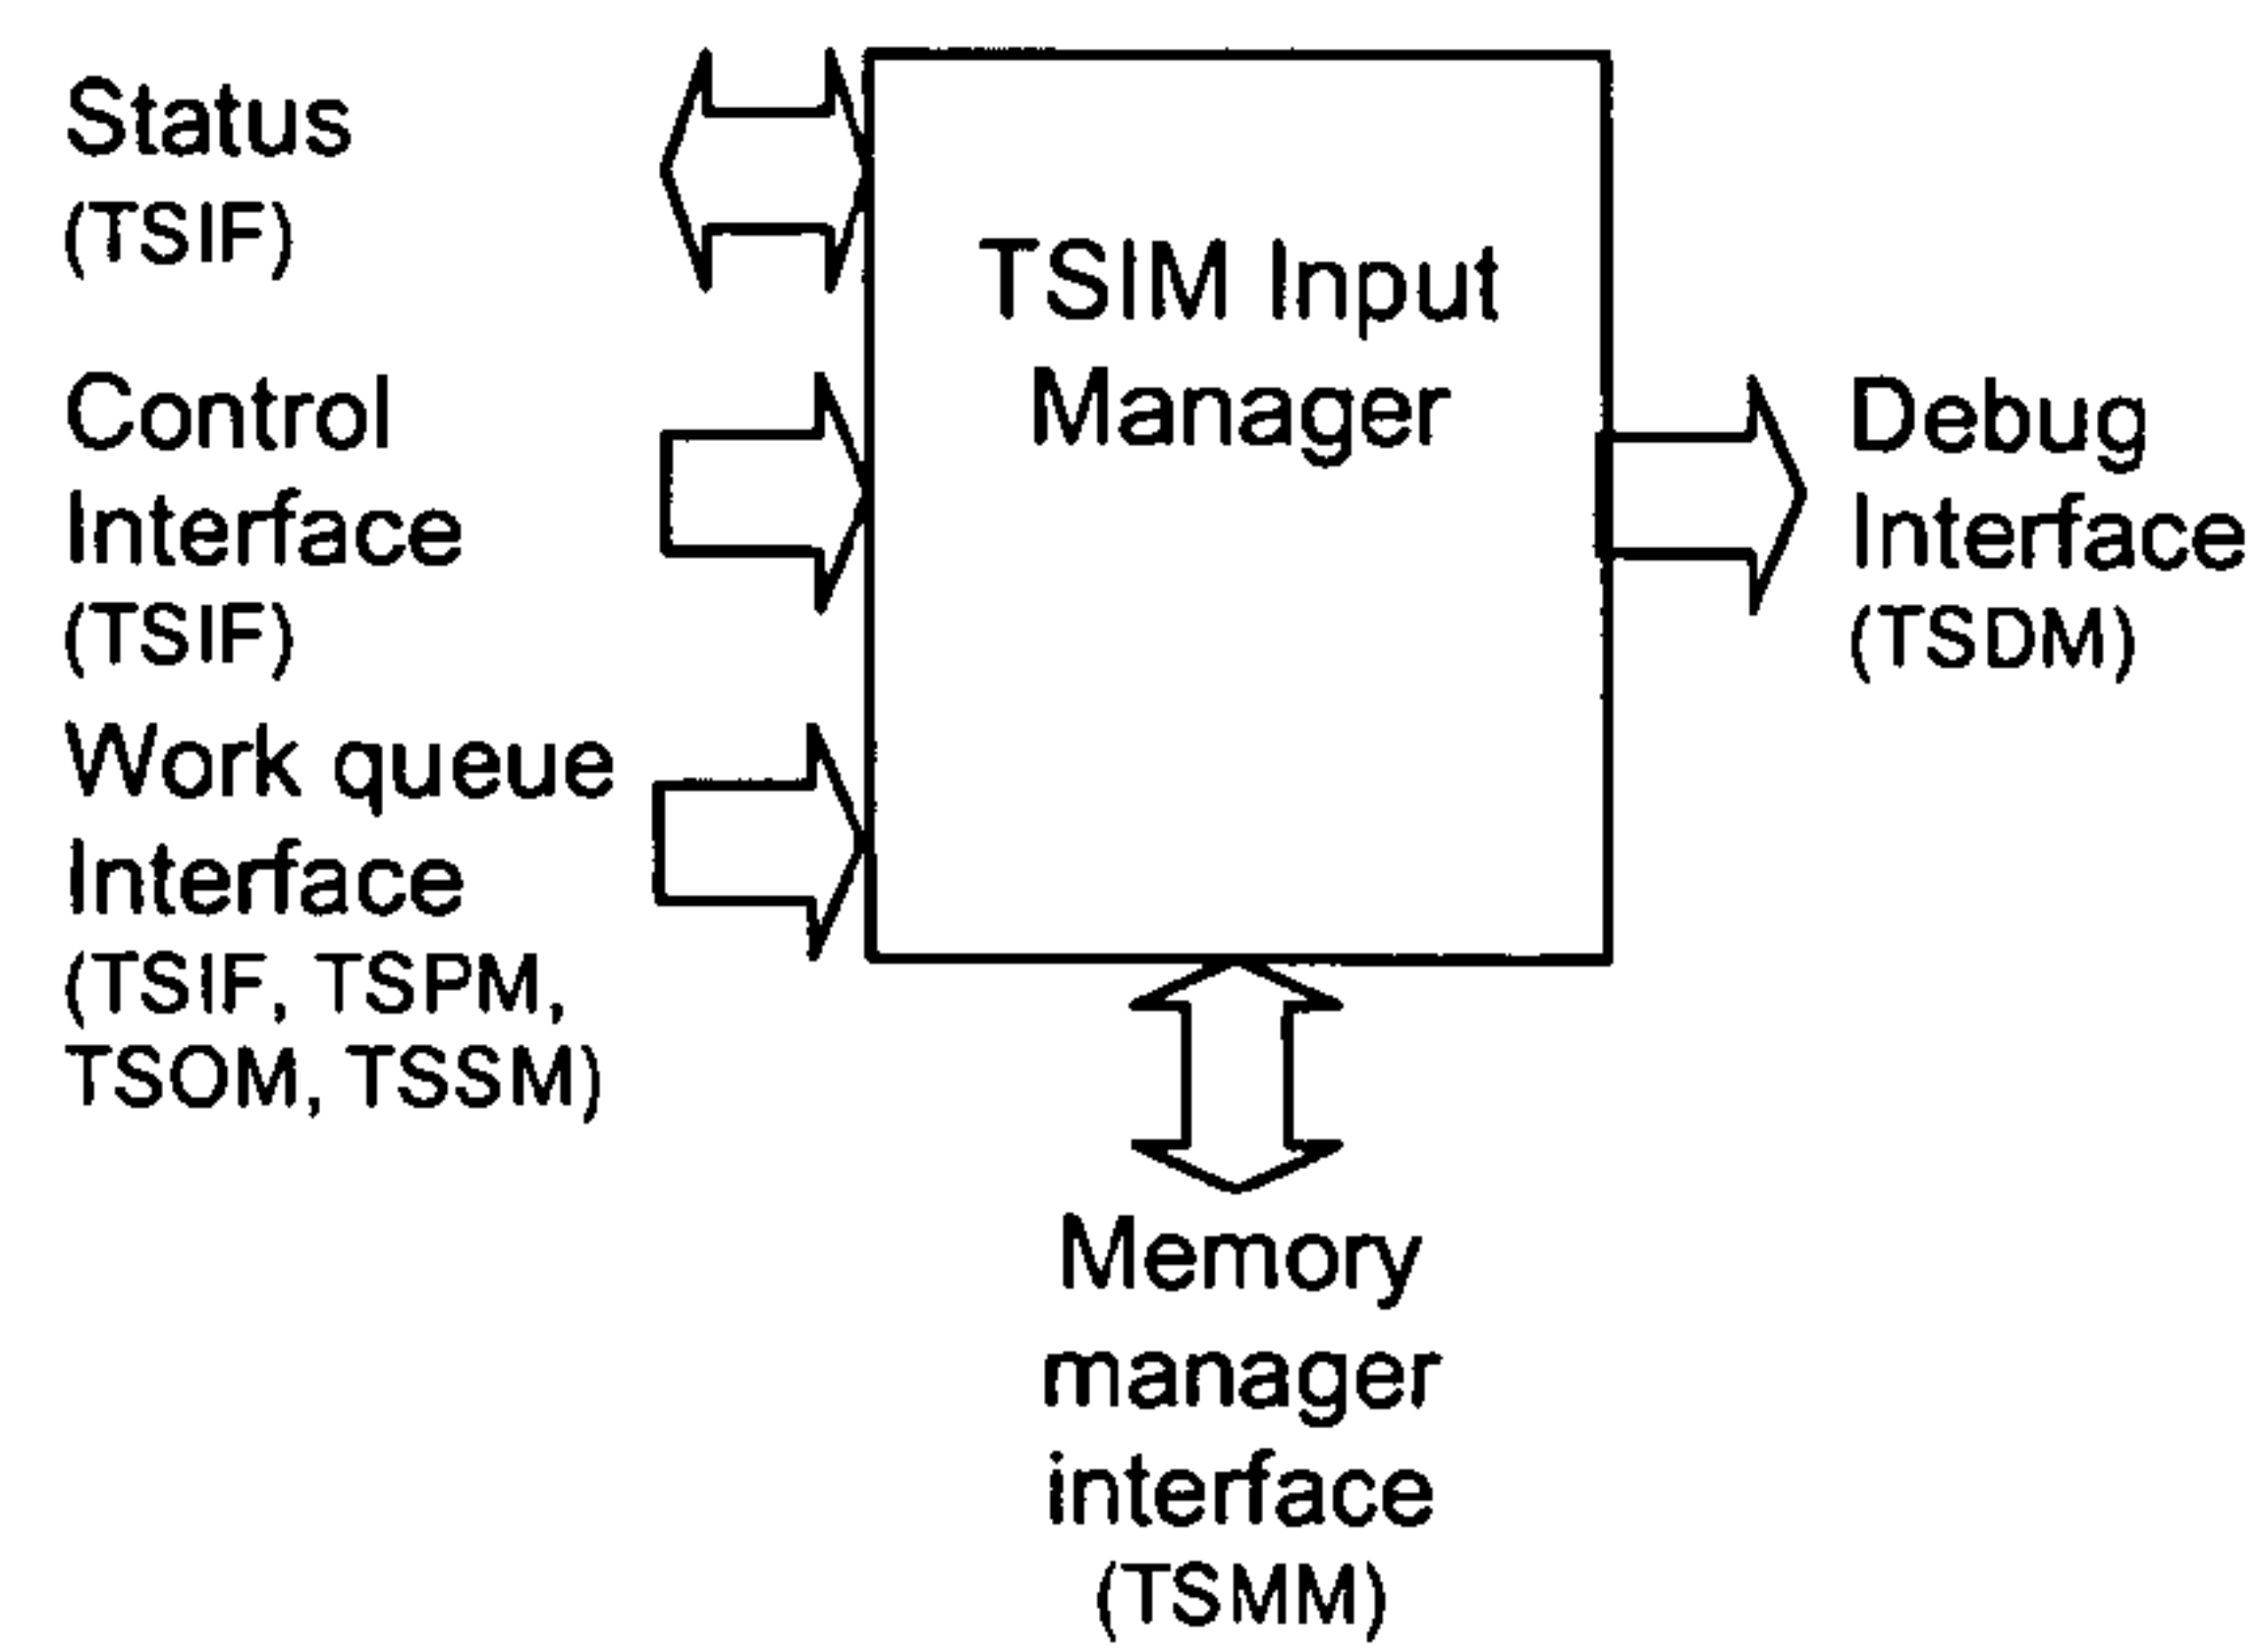 Status
(TSIF)
Control
Interface
(TSIF)
Work queue
Interface
(TSIF, TSPM,
TSOM, TSSM)
TSIM Input
Manager
Debug
Interface
(TSDM)
Memory
manager
interface
(TSMM)